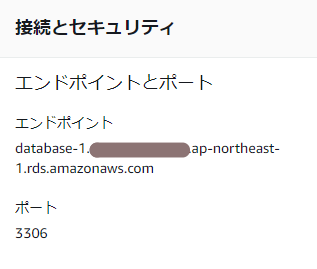 接続とセキュリティ
エンドポイントとポート
エンドポイント
database-1. .ap-northeast-
1.rds.amazonaws.com
ポート
3306